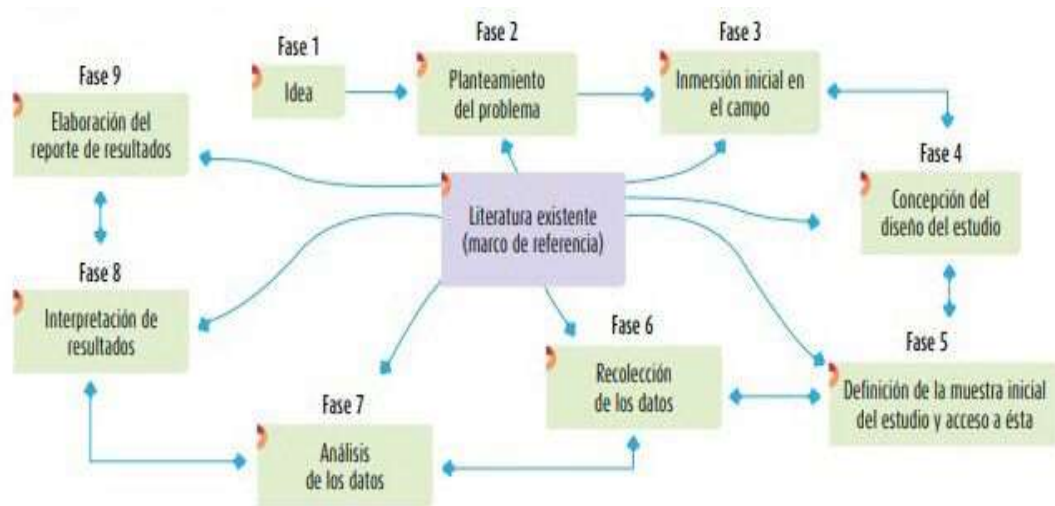 Fase 1
Idea
Fase 2
Planteamiento
del problema
Fase 3
Inmersión inicial en
el campo
Fase 4
Concepción del
diseño del estudio
Fase 5
Definición de la muestra inicial
del estudio y acceso a ésta
Fase 6
Recolección
de los datos
Fase 7
Análisis
de los datos
Fase 8
Interpretación de
resultados
Fase 9
Elaboración del
reporte de resultados
Literatura existente
(marco de referencia)